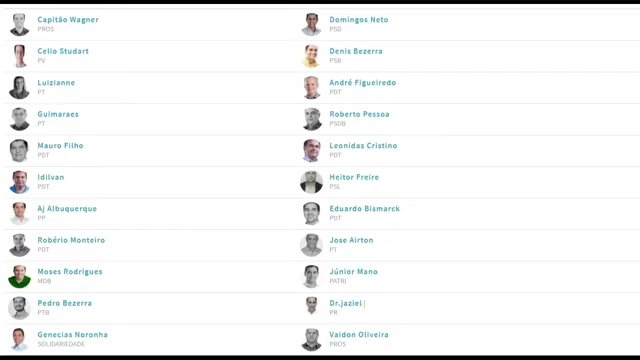 Capitão Wagner
PROS
Celio Studart
PV
Luizianne
PT
Guimaraes
PT
Mauro Filho
PDT
Idilvan
PDT
Aj Albuquerque
PP
Robério Monteiro
PDT
Moses Rodrigues
MDB
Pedro Bezerra
PTB
Genecias Noronha
SOLIDARIEDADE
Domingos Neto
PSD
Denis Bezerra
PSB
André Figueiredo
PDT
Roberto Pessoa
PSDB
Leonidas Cristino
PDT
Heitor Freire
PSL
Eduardo Bismarck
PDT
Jose Airton
PT
Júnior Mano
PATRI
Dr.jaziel
PR
Vaidon Oliveira
PROS